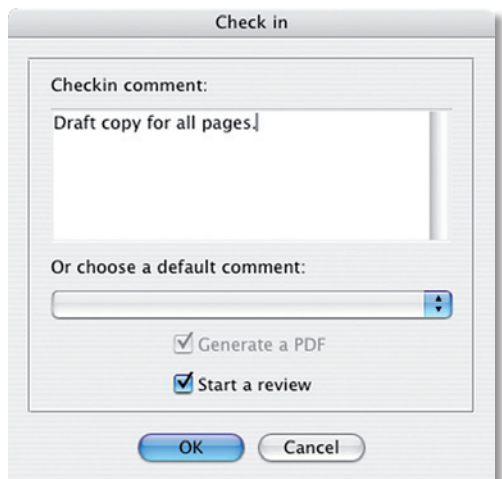 Check in
Checkin comment:
Draft copy for all pages.
Or choose a default comment:
Generate a PDF
Start a review
OK
Cancel